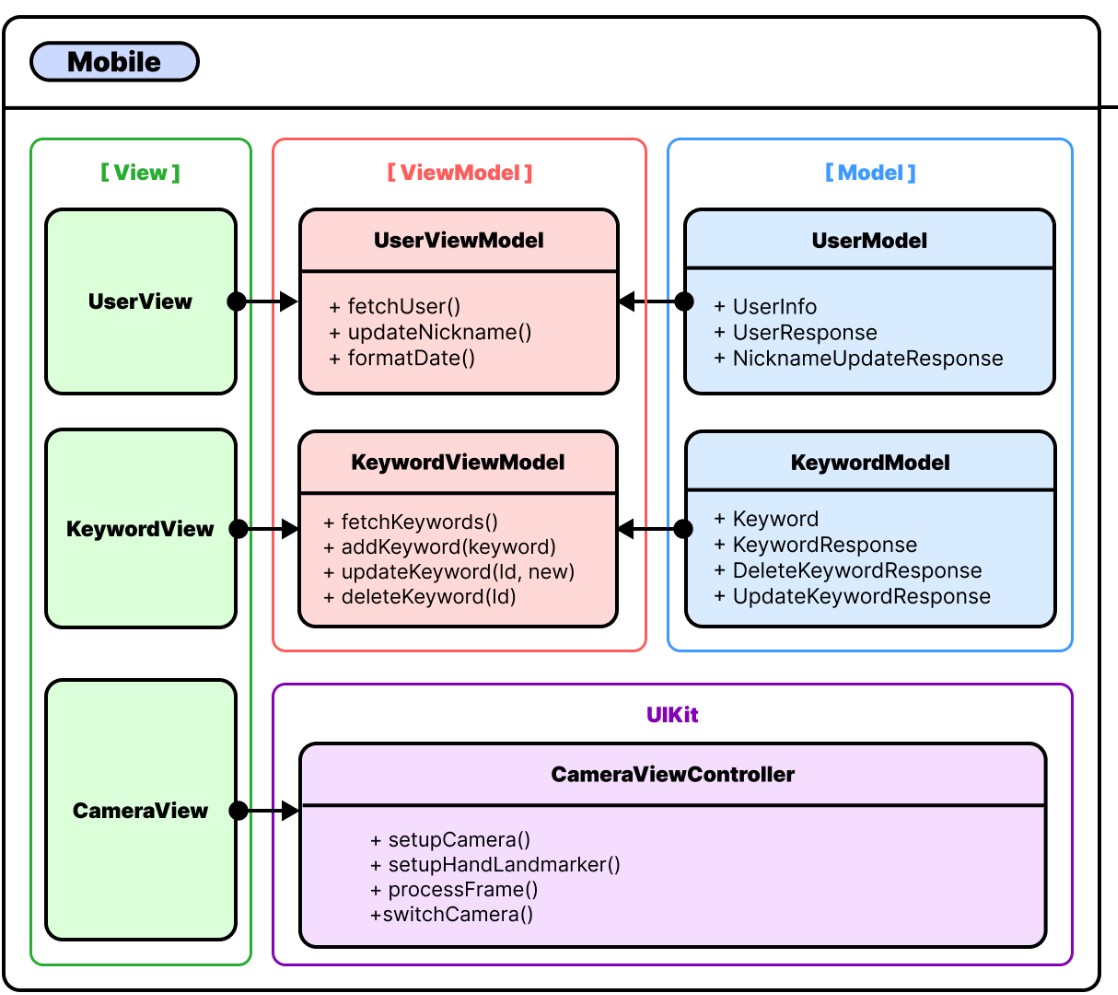 Mobile
[ View ]
UserView
KeywordView
CameraView
[ ViewModel ]
UserViewModel
+ fetchUser()
+ updateNickname()
+ formatDate()
KeywordViewModel
+ fetchKeywords()
+ addKeyword(keyword)
+ updateKeyword(Id, new)
+ deleteKeyword(Id)
[ Model ]
UserModel
+ UserInfo
+ UserResponse
+ NicknameUpdateResponse
KeywordModel
+ Keyword
+ KeywordResponse
+ DeleteKeywordResponse
+ UpdateKeywordResponse
UIKit
CameraViewController
+ setupCamera()
+ setupHandLandmarker()
+ processFrame()
+switchCamera()